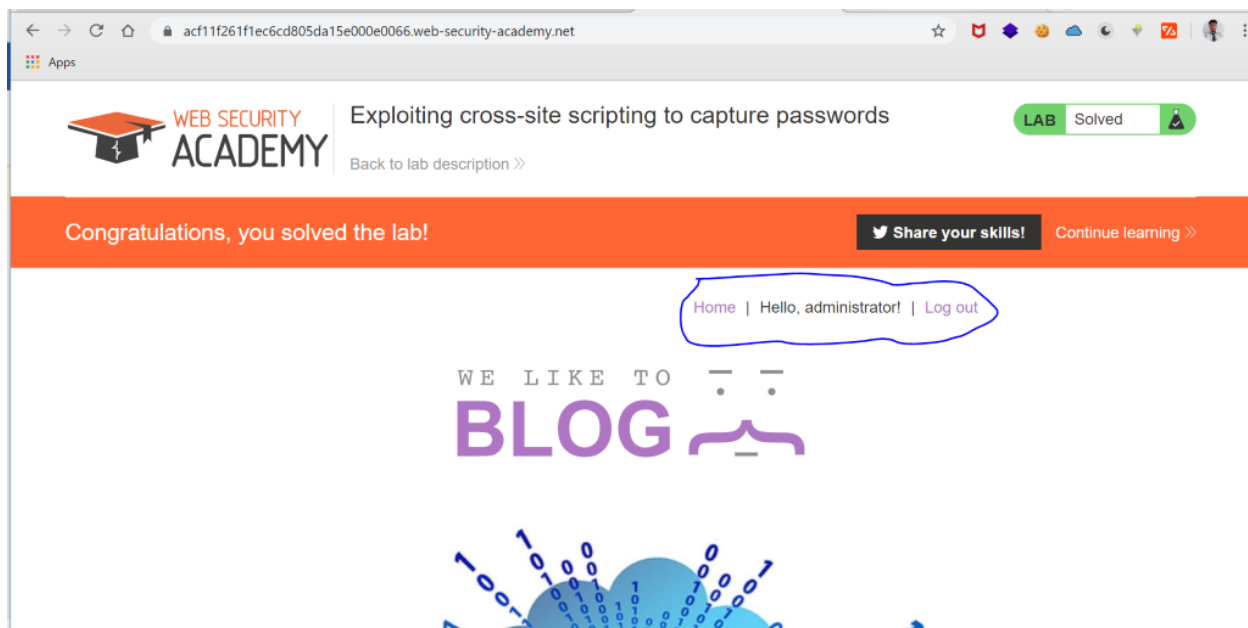 acf11f261f1ec6cd805da15e000e0066.web-security-academy.net
Apps
WEB SECURITY
ACADEMY
Exploiting cross-site scripting to capture passwords
Back to lab description >>
LAB Solved
Congratulations, you solved the lab!
Share your skills!
Continue learning >>
Home | Hello, administrator! | Log out
WE LIKE TO
BLOG